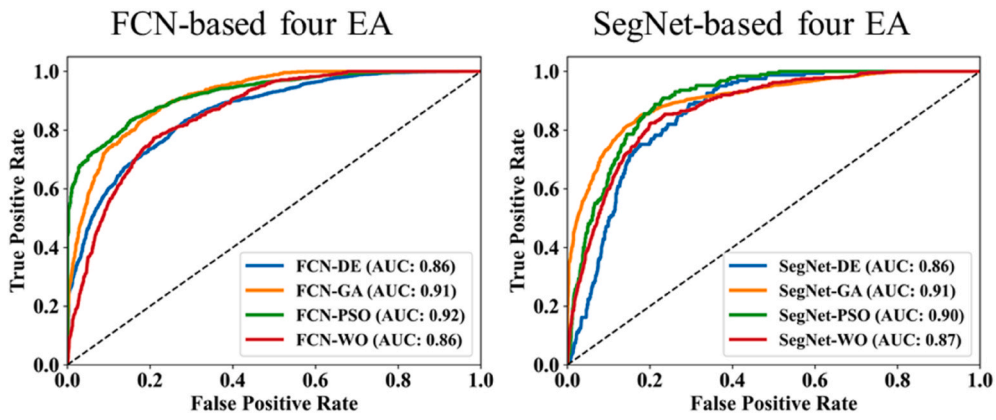 FCN-based four EA
1.0
0.8
0.6
0.4
0.2
0.0
True Positive Rate
FCN-DE (AUC: 0.86)
FCN-GA (AUC: 0.91)
FCN-PSO (AUC: 0.92)
FCN-WO (AUC: 0.86)
0.0 0.2 0.4 0.6 0.8 1.0
False Positive Rate
SegNet-based four EA
1.0
0.8
0.6
0.4
0.2
0.0
True Positive Rate
SegNet-DE (AUC: 0.86)
SegNet-GA (AUC: 0.91)
SegNet-PSO (AUC: 0.90)
SegNet-WO (AUC: 0.87)
0.0 0.2 0.4 0.6 0.8 1.0
False Positive Rate